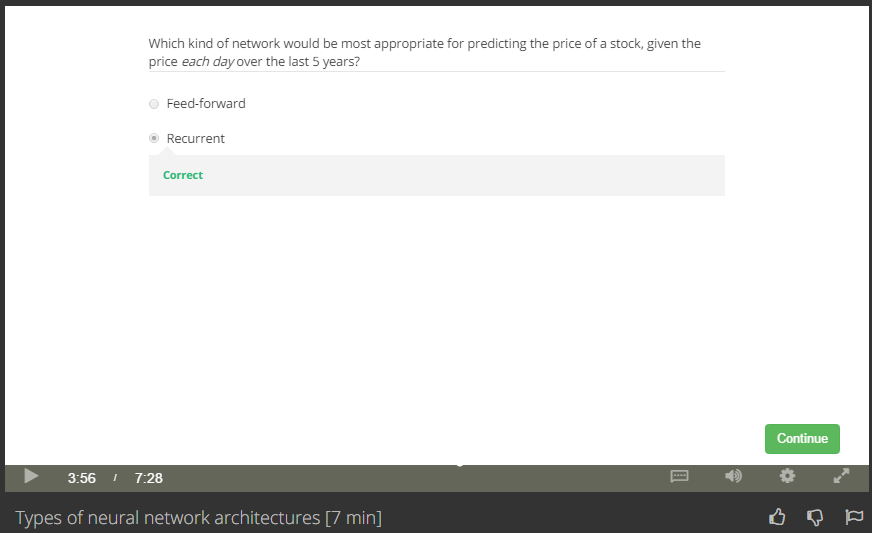 Which kind of network would be most appropriate for predicting the price of a stock, given the
price each day over the last 5 years?
Feed-forward
Recurrent
Correct
Continue
3:56 / 7:28
Types of neural network architectures [7 min]